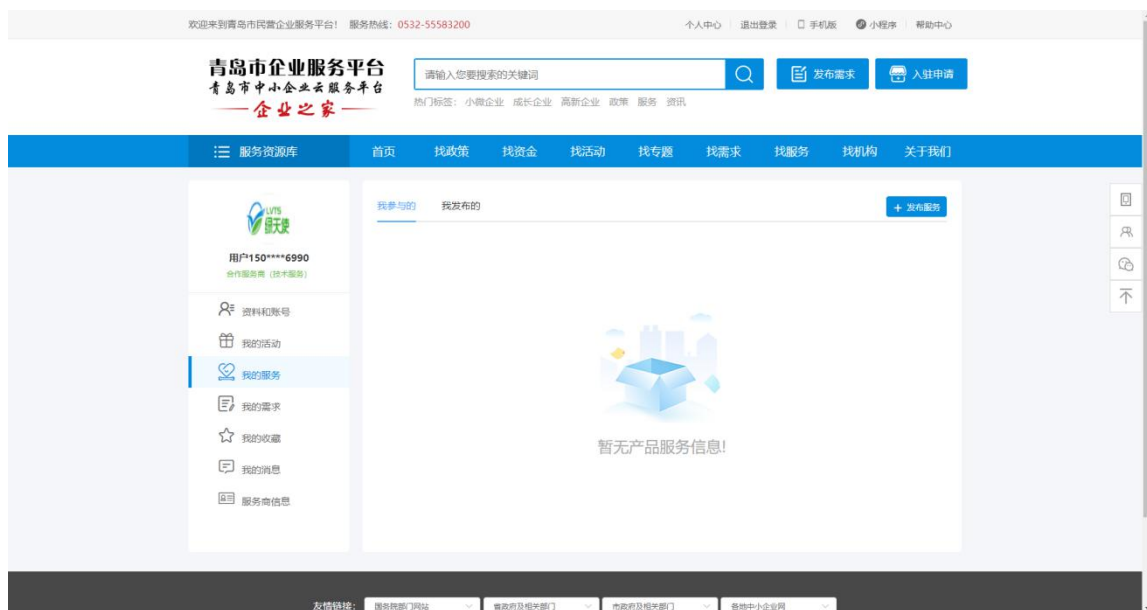 欢迎来到青岛市民营企业服务平台! 服务热线: 0532-55583200 个人中心 退出登录 手机版 小程序 帮助中心
青岛市企业服务平台
青岛市中小企业云服务平台
企业之家
请输入您要搜索的关键词
发布需求 入驻申请
热门标签: 小微企业 成长企业 高新企业 政策 服务 资讯
服务资源库 首页 找政策 找资金 找活动 找专题 找需求 找服务 找机构 关于我们
我参与的 我发布的 + 发布服务
LVTS
绿天使
用户150****6990
合作服务商 (技术服务)
资料和账号
我的活动
我的服务
我的需求
我的收藏
我的消息
服务商信息
暂无产品服务信息!
友情链接: 国务院部门网站 省政府及相关部门 市政府及相关部门 各地中小企业网